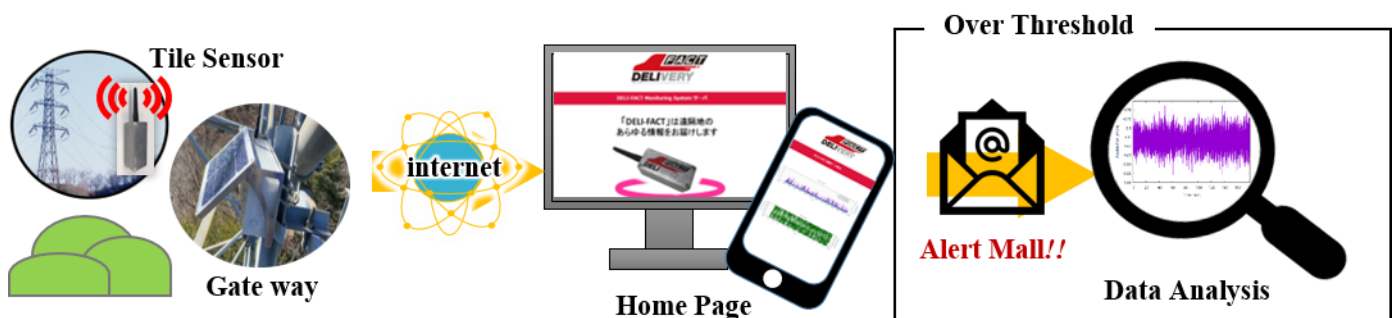 Over Threshold
Tile Sensor
FACT
DELIVERY
DELI-FACT Monitoring System サーバ
「DELI-FACT」は遠隔地の
あらゆる情報をお届けします
internet
@
Alert Mall!!
Gate way
Home Page
Data Analysis